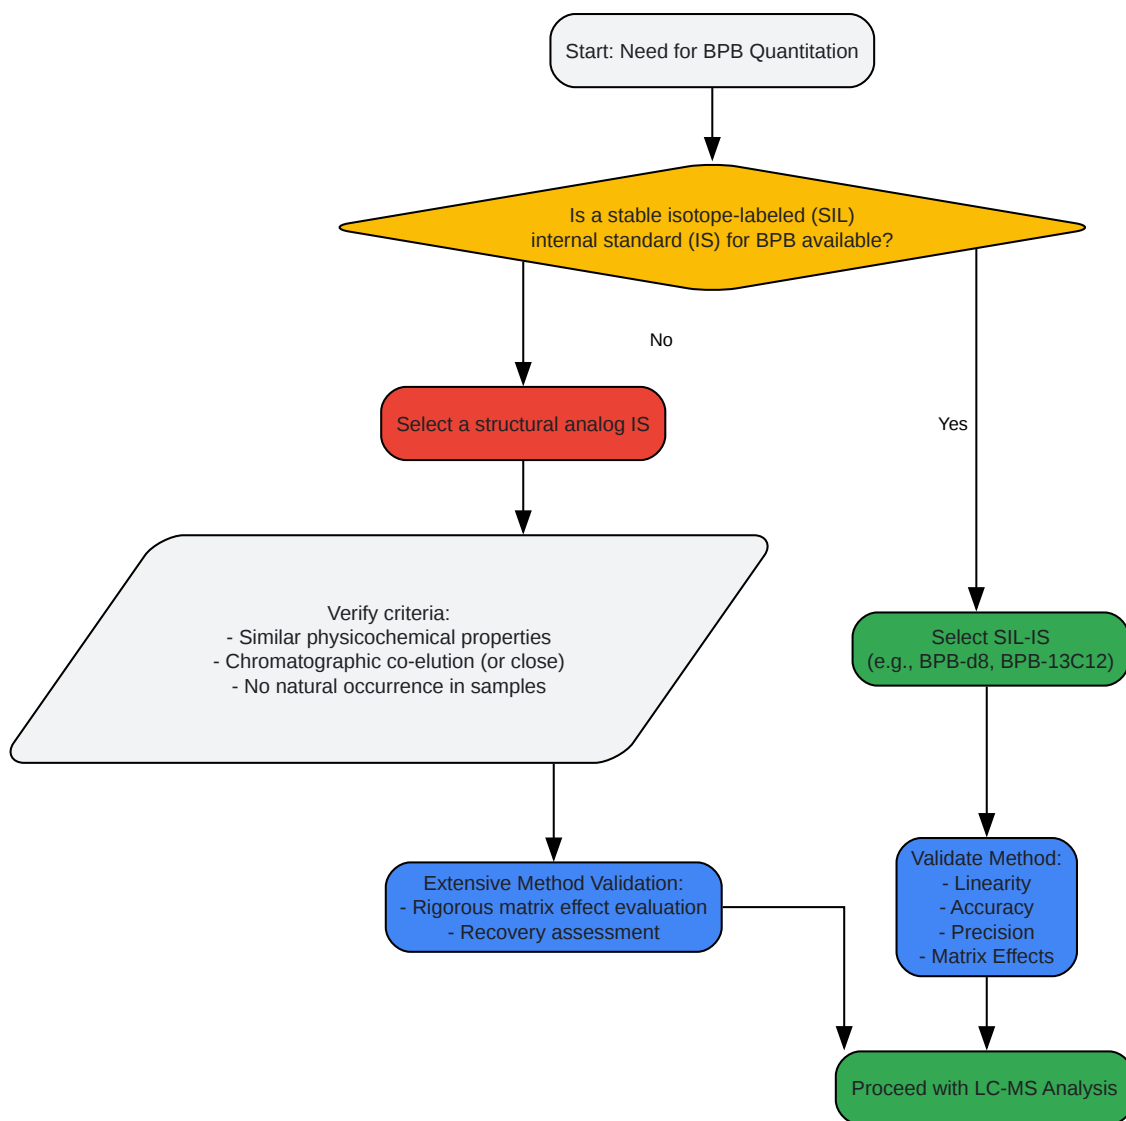 Start: Need for BPB Quantitation
Is a stable isotope-labeled (SIL)
internal standard (IS) for BPB available?
No
Yes
Select a structural analog IS
Verify criteria:
- Similar physicochemical properties
- Chromatographic co-elution (or close)
- No natural occurrence in samples
Select SIL-IS
(e.g., BPB-d8, BPB-13C12)
Extensive Method Validation:
- Rigorous matrix effect evaluation
- Recovery assessment
Validate Method:
- Linearity
- Accuracy
- Precision
- Matrix Effects
Proceed with LC-MS Analysis